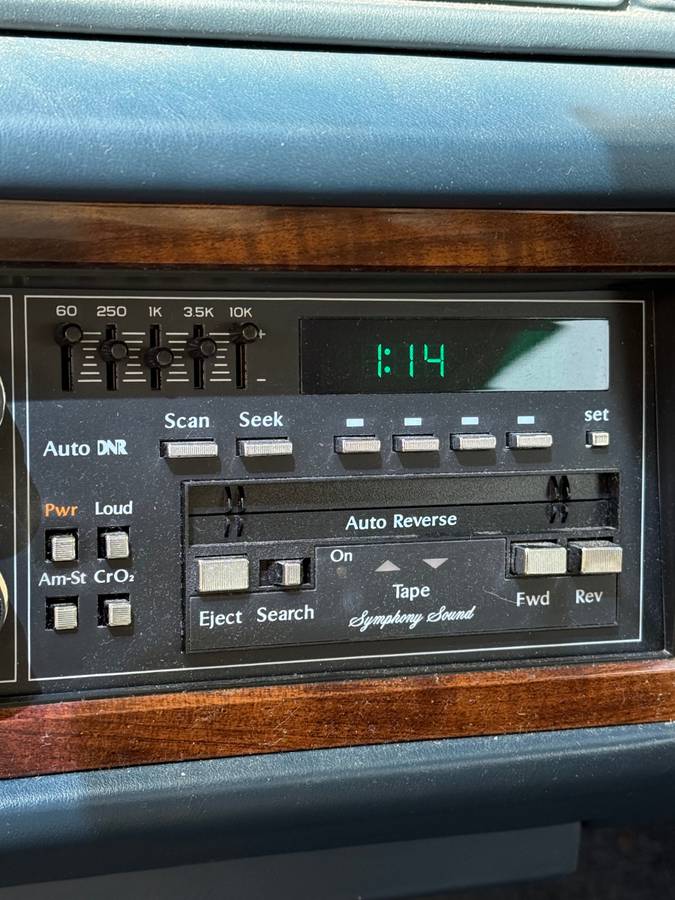 60 250 1K 3.5K 10K
+
−
1:14
Scan Seek
set
Auto DNR
Pwr Loud
Auto Reverse
On
Am-St CrO₂
Tape
Eject Search
Fwd Rev
Symphony Sound